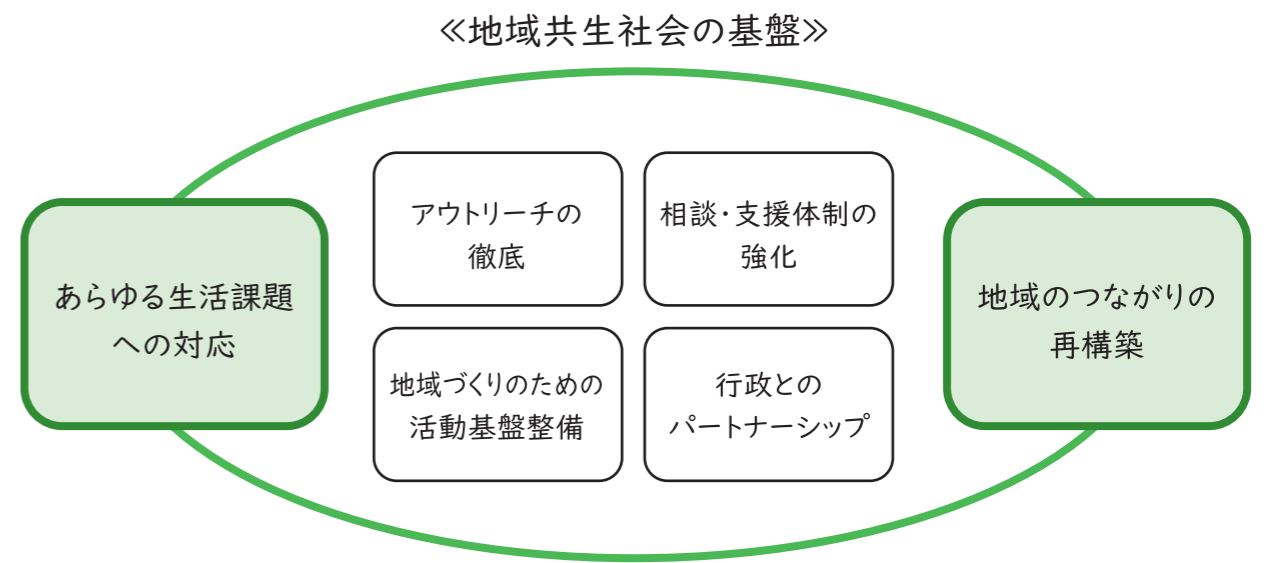 ≪地域共生社会の基盤≫
あらゆる生活課題
への対応
アウトリーチの
徹底
相談・支援体制の
強化
地域づくりのための
活動基盤整備
行政との
パートナーシップ
地域のつながりの
再構築